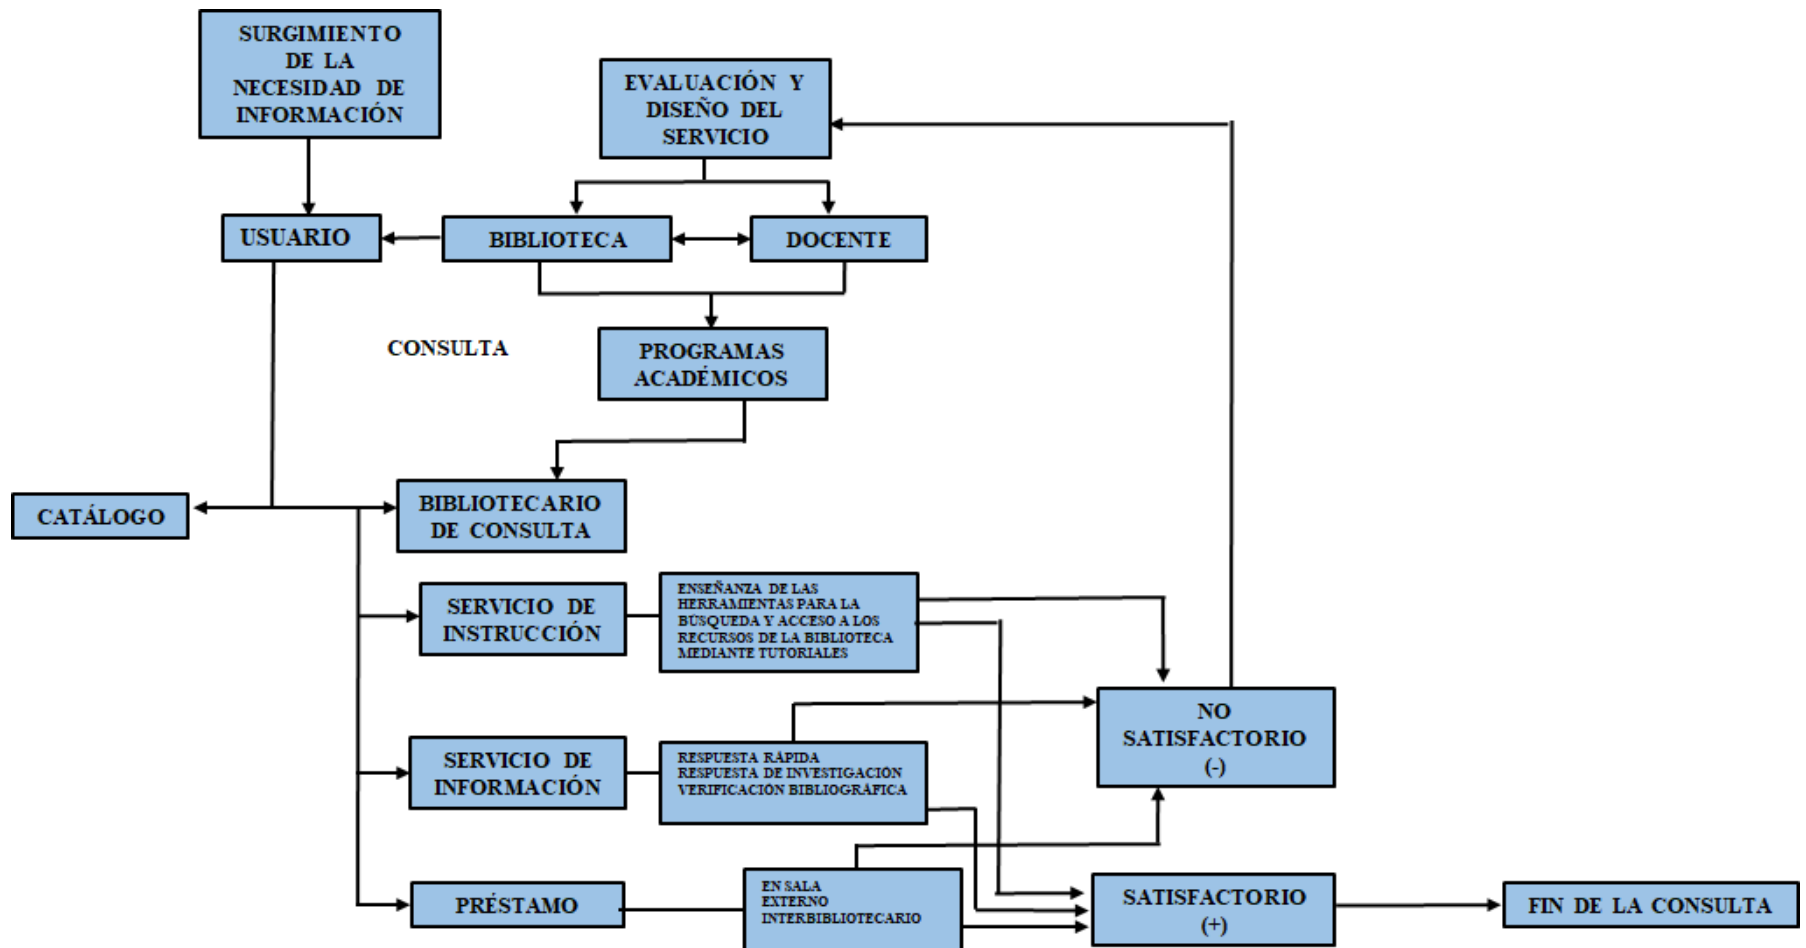 SURGIMIENTO
DE LA
NECESIDAD DE
INFORMACIÓN
EVALUACIÓN Y
DISEÑO DEL
SERVICIO
USUARIO
BIBLIOTECA
DOCENTE
CONSULTA
PROGRAMAS
ACADÉMICOS
CATÁLOGO
BIBLIOTECARIO
DE CONSULTA
SERVICIO DE
INSTRUCCIÓN
ENSEÑANZA DE LAS
HERRAMIENTAS PARA LA
BÚSQUEDA Y ACCESO A LOS
RECURSOS DE LA BIBLIOTECA
MEDIANTE TUTORIALES
NO
SATISFACTORIO
(-)
SERVICIO DE
INFORMACIÓN
RESPUESTA RÁPIDA
RESPUESTA DE INVESTIGACIÓN
VERIFICACIÓN BIBLIOGRÁFICA
PRÉSTAMO
EN SALA
EXTERNO
INTERBIBLIOTECARIO
SATISFACTORIO
(+)
FIN DE LA CONSULTA